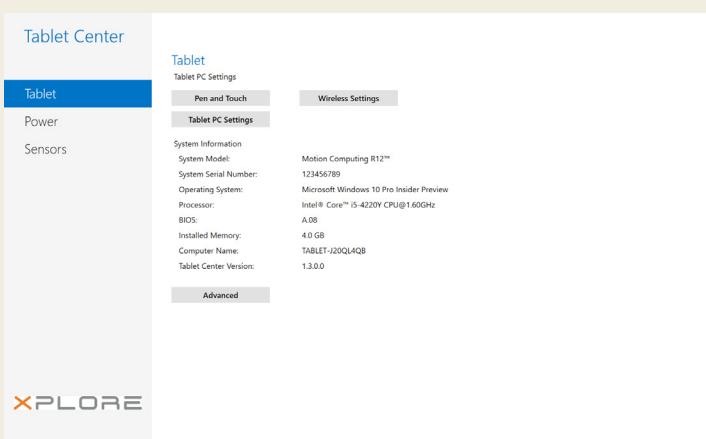 Tablet Center
Tablet
Power
Sensors
XPLORE
Tablet
Tablet PC Settings
Pen and Touch Wireless Settings
Tablet PC Settings
System Information
System Model: Motion Computing R12™
System Serial Number: 123456789
Operating System: Microsoft Windows 10 Pro Insider Preview
Processor: Intel® Core™ i5-4220Y CPU@1.60GHz
BIOS: A.08
Installed Memory: 4.0 GB
Computer Name: TABLET-J20QL4QB
Tablet Center Version: 1.3.0.0
Advanced